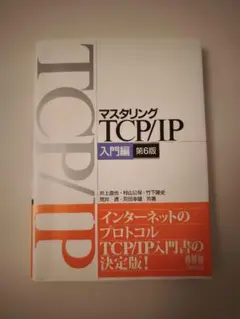 TCP/IP
マスタリング
TCP/IP
入門編 第6版
井上直也・村山公保・竹下隆史
荒井 透・苅田幸雄 共著
インターネットの
プロトコル
TCP/IP入門書の
決定版!